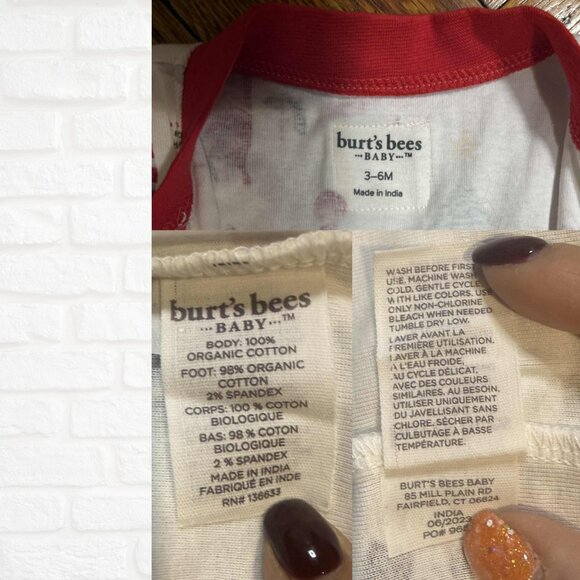 burt's bees
BABY™
3–6M
Made in India
burt's bees
BABY™
BODY: 100%
ORGANIC COTTON
FOOT: 98% ORGANIC
COTTON
2% SPANDEX
CORPS: 100 % COTON
BIOLOGIQUE
BAS: 98 % COTON
BIOLOGIQUE
2 % SPANDEX
MADE IN INDIA
FABRIQUÉ EN INDE
RN# 136633
WASH BEFORE FIRST
USE. MACHINE WASH
COLD, GENTLE CYCLE
WITH LIKE COLORS. USE
ONLY NON-CHLORINE
BLEACH WHEN NEEDED.
TUMBLE DRY LOW.
LAVER AVANT LA
PREMIÈRE UTILISATION.
LAVER À LA MACHINE
À L'EAU FROIDE,
AU CYCLE DÉLICAT,
AVEC DES COULEURS
SIMILAIRES. AU BESOIN,
UTILISER UNIQUEMENT
DU JAVELLISANT SANS
CHLORE. SÉCHER PAR
CULBUTAGE À BASSE
TEMPÉRATURE.
BURT'S BEES BABY
85 MILL PLAIN RD
FAIRFIELD, CT 06824
INDIA
06/2023
PO#